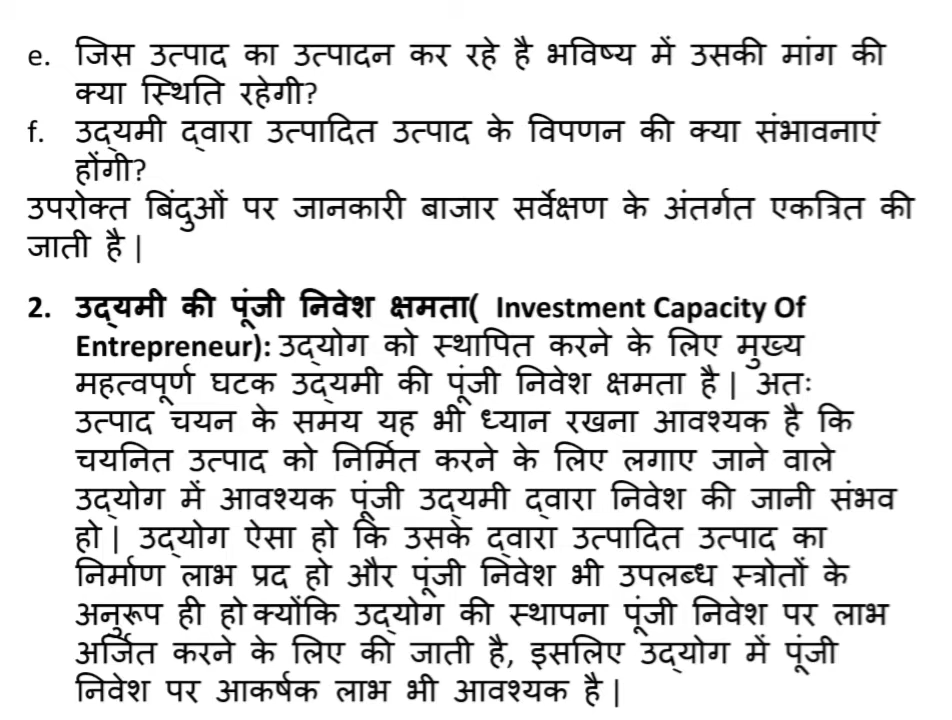 e. जिस उत्पाद का उत्पादन कर रहे है भविष्य में उसकी मांग की
क्या स्थिति रहेगी?
f. उद्यमी द्वारा उत्पादित उत्पाद के विपणन की क्या संभावनाएं
होंगी?
उपरोक्त बिंदुओं पर जानकारी बाजार सर्वेक्षण के अंतर्गत एकत्रित की
जाती है |
2. उद्यमी की पूंजी निवेश क्षमता( Investment Capacity Of
Entrepreneur): उद्योग को स्थापित करने के लिए मुख्य
महत्वपूर्ण घटक उद्यमी की पूंजी निवेश क्षमता है | अतः
उत्पाद चयन के समय यह भी ध्यान रखना आवश्यक है कि
चयनित उत्पाद को निर्मित करने के लिए लगाए जाने वाले
उद्योग में आवश्यक पूंजी उद्यमी द्वारा निवेश की जानी संभव
हो | उद्योग ऐसा हो कि उसके द्वारा उत्पादित उत्पाद का
निर्माण लाभ प्रद हो और पूंजी निवेश भी उपलब्ध स्त्रोतों के
अनुरूप ही हो क्योंकि उद्योग की स्थापना पूंजी निवेश पर लाभ
अर्जित करने के लिए की जाती है, इसलिए उद्योग में पूंजी
निवेश पर आकर्षक लाभ भी आवश्यक है |